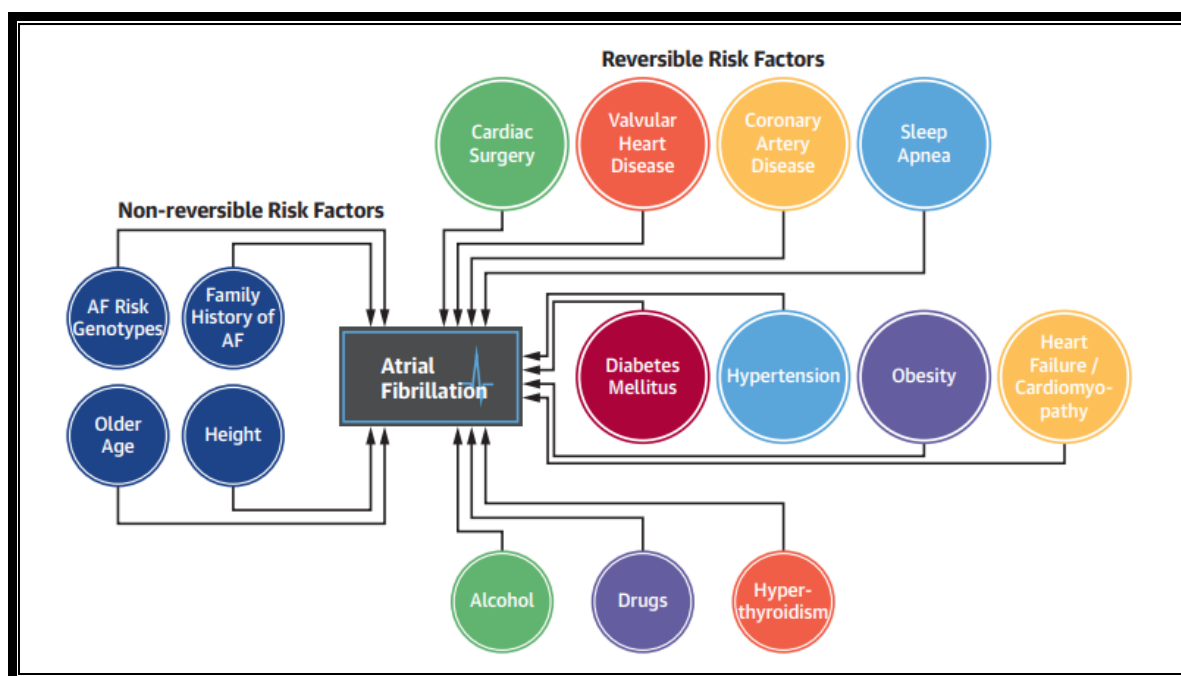 Reversible Risk Factors
Cardiac
Surgery
Valvular
Heart
Disease
Coronary
Artery
Disease
Sleep
Apnea
Non-reversible Risk Factors
AF Risk
Genotypes
Family
History of
AF
Older
Age
Height
Atrial
Fibrillation
Diabetes
Mellitus
Hypertension
Obesity
Heart
Failure /
Cardiomyo-
pathy
Alcohol
Drugs
Hyper-
thyroidism